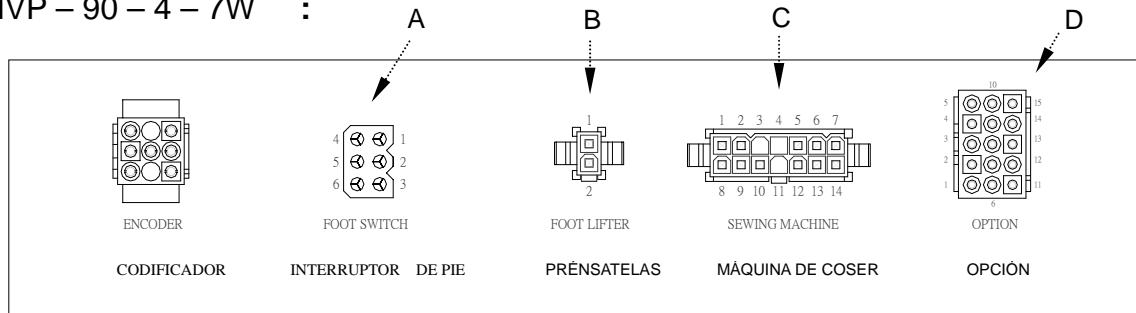 IVP – 90 – 4 – 7W :
A B C D
10
1 1 2 3 4 5 6 7 5 15
4 1 4 14
5 2 3 13
6 3 2 12
2 8 9 10 11 12 13 14 1 11
6
ENCODER FOOT SWITCH FOOT LIFTER SEWING MACHINE OPTION
CODIFICADOR INTERRUPTOR DE PIE PRÉNSATELAS MÁQUINA DE COSER OPCIÓN